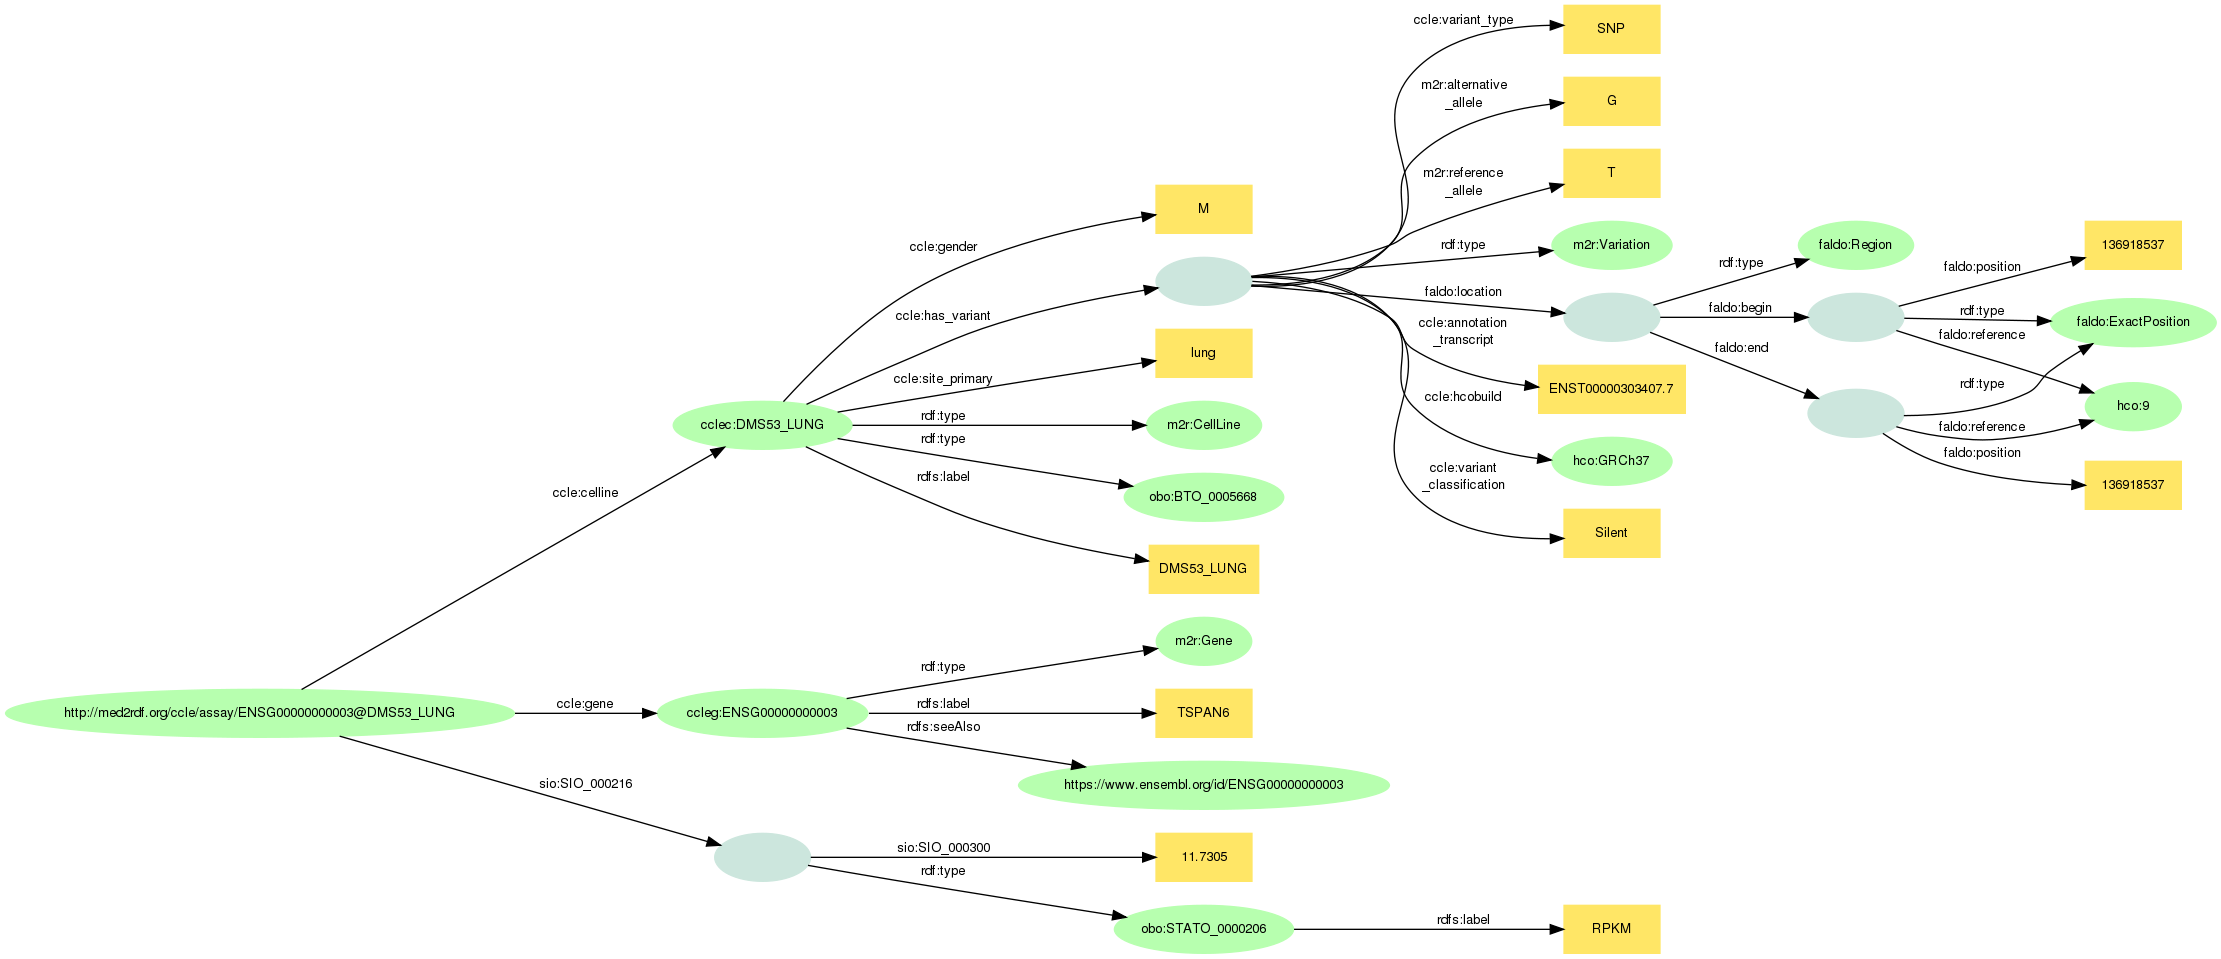 ccle:variant_type
SNP
m2r:alternative
_allele
G
m2r:reference
_allele
T
ccle:gender
M
rdf:type
m2r:Variation
rdf:type
faldo:Region
faldo:position
136918537
ccle:has_variant
faldo:location
faldo:begin
rdf:type
faldo:ExactPosition
faldo:reference
ccle:site_primary
lung
ccle:annotation
_transcript
ENST00000303407.7
faldo:end
rdf:type
hco:9
faldo:reference
faldo:position
136918537
cclec:DMS53_LUNG
rdf:type
m2r:CellLine
rdf:type
obo:BTO_0005668
ccle:hcobuild
hco:GRCh37
ccle:variant
_classification
Silent
rdfs:label
DMS53_LUNG
ccle:celline
http://med2rdf.org/ccle/assay/ENSG00000000003@DMS53_LUNG
ccle:gene
ccleg:ENSG00000000003
rdf:type
m2r:Gene
rdfs:label
TSPAN6
rdfs:seeAlso
https://www.ensembl.org/id/ENSG00000000003
sio:SIO_000216
sio:SIO_000300
11.7305
rdf:type
obo:STATO_0000206
rdfs:label
RPKM